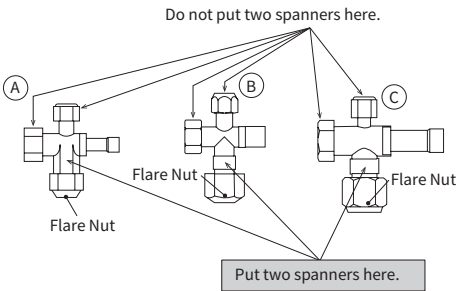 Do not put two spanners here.
A
B
C
Flare Nut
Flare Nut
Flare Nut
Put two spanners here.